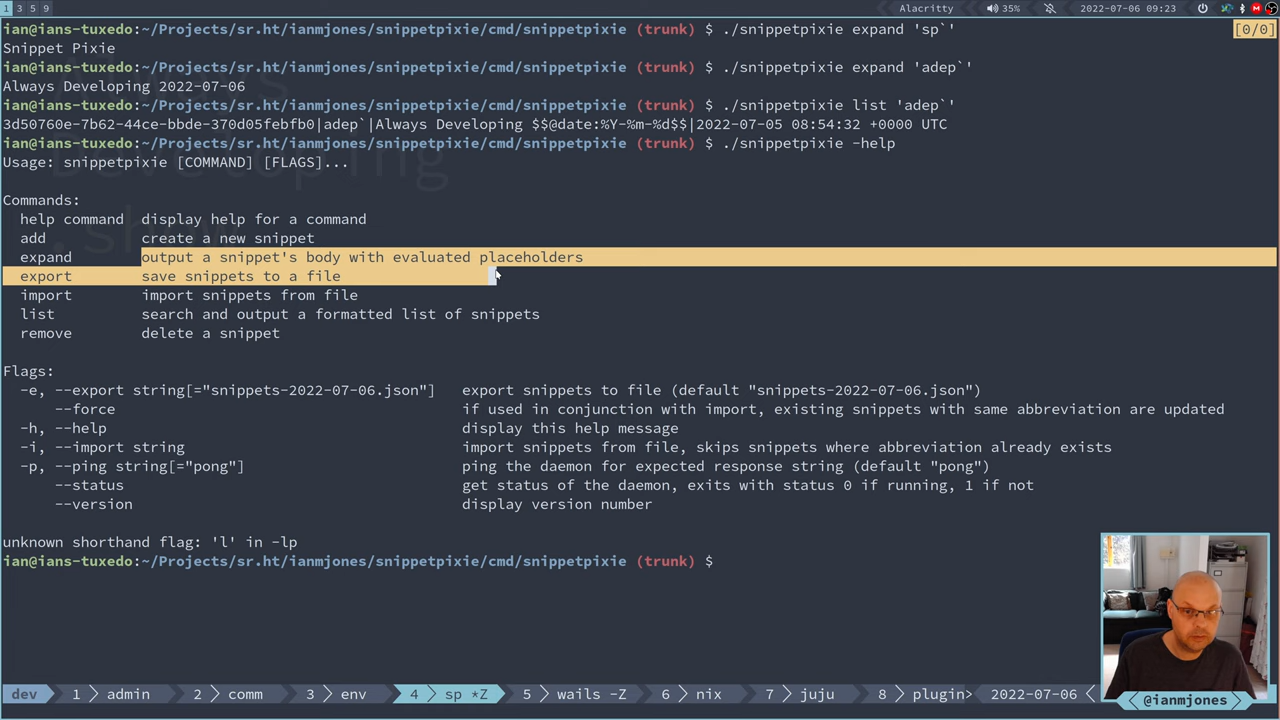 1 3 5 9 Alacritty 35% 2022-07-06 09:23
ian@ians-tuxedo:~/Projects/sr.ht/ianmjones/snippetpixie/cmd/snippetpixie (trunk) $ ./snippetpixie expand 'sp`' [0/0]
Snippet Pixie
ian@ians-tuxedo:~/Projects/sr.ht/ianmjones/snippetpixie/cmd/snippetpixie (trunk) $ ./snippetpixie expand 'adep`'
Always Developing 2022-07-06
ian@ians-tuxedo:~/Projects/sr.ht/ianmjones/snippetpixie/cmd/snippetpixie (trunk) $ ./snippetpixie list 'adep`'
3d50760e-7b62-44ce-bbde-370d05febfb0|adep`|Always Developing $$@date:%Y-%m-%d$$|2022-07-05 08:54:32 +0000 UTC
ian@ians-tuxedo:~/Projects/sr.ht/ianmjones/snippetpixie/cmd/snippetpixie (trunk) $ ./snippetpixie -help
Usage: snippetpixie [COMMAND] [FLAGS]...
Commands:
help command display help for a command
add create a new snippet
expand output a snippet's body with evaluated placeholders
export save snippets to a file
import import snippets from file
list search and output a formatted list of snippets
remove delete a snippet
Flags:
-e, --export string[="snippets-2022-07-06.json"] export snippets to file (default "snippets-2022-07-06.json")
--force if used in conjunction with import, existing snippets with same abbreviation are updated
-h, --help display this help message
-i, --import string import snippets from file, skips snippets where abbreviation already exists
-p, --ping string[="pong"] ping the daemon for expected response string (default "pong")
--status get status of the daemon, exits with status 0 if running, 1 if not
--version display version number
unknown shorthand flag: 'l' in -lp
ian@ians-tuxedo:~/Projects/sr.ht/ianmjones/snippetpixie/cmd/snippetpixie (trunk) $
dev 1 admin 2 comm 3 env 4 sp *Z 5 wails -Z 6 nix 7 juju 8 plugin> 2022-07-06
@ianmjones